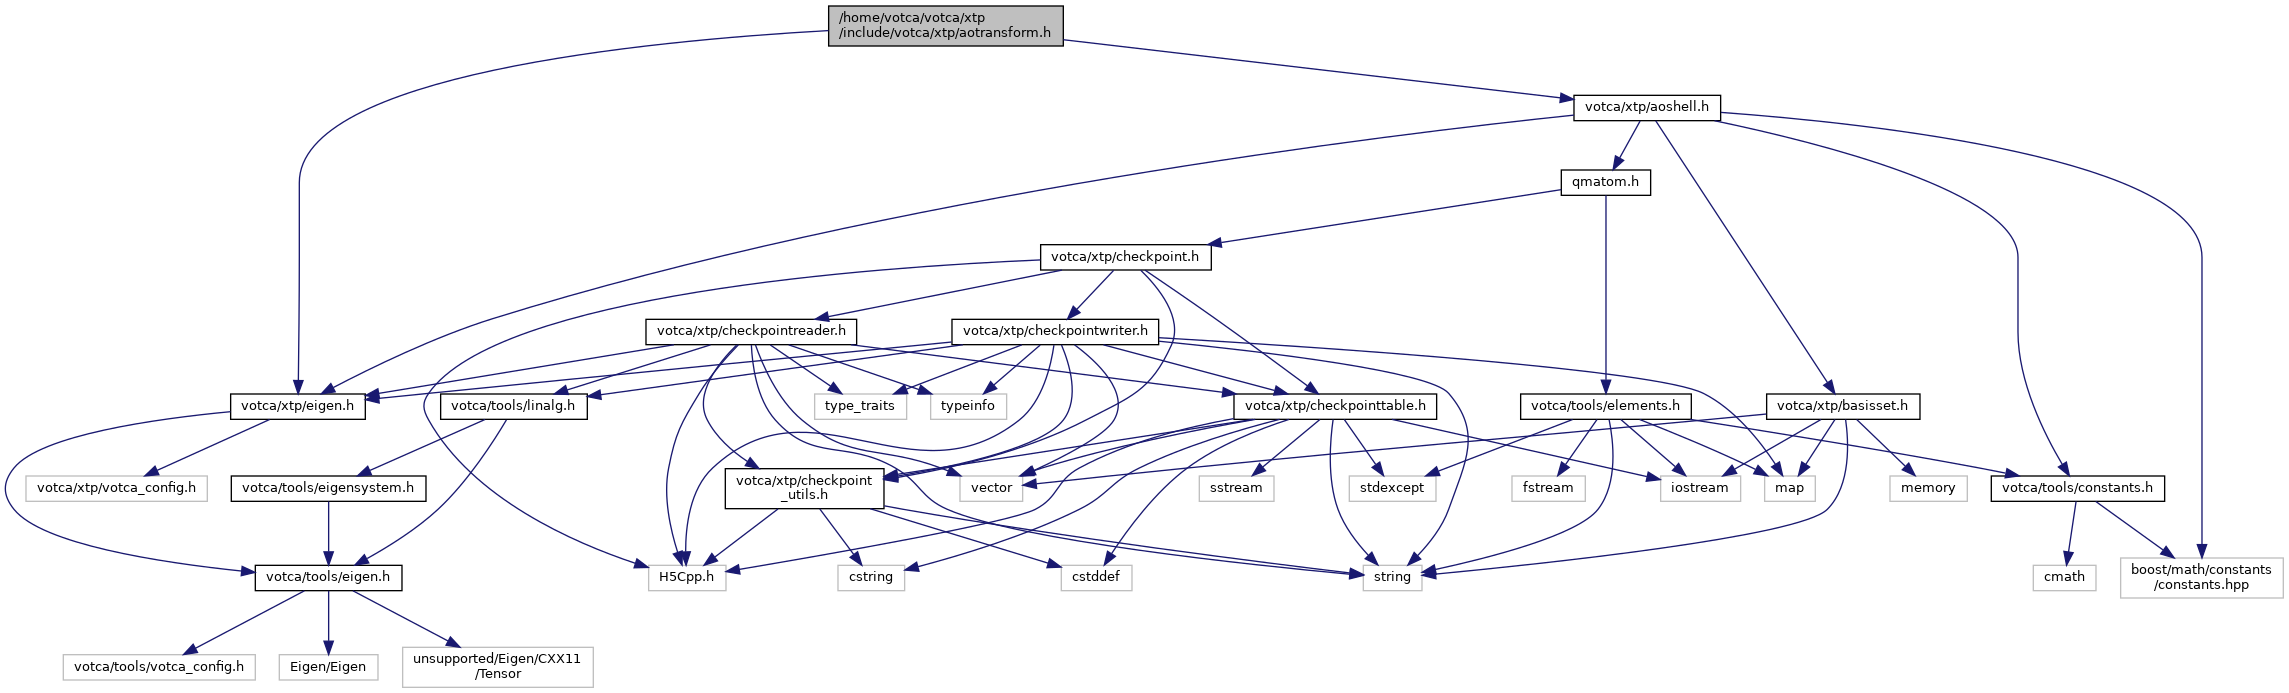 /home/votca/votca/xtp
/include/votca/xtp/aotransform.h
votca/xtp/aoshell.h
qmatom.h
votca/xtp/checkpoint.h
votca/xtp/checkpointreader.h
votca/xtp/checkpointwriter.h
votca/xtp/eigen.h
votca/tools/linalg.h
type_traits
typeinfo
votca/xtp/checkpointtable.h
votca/tools/elements.h
votca/xtp/basisset.h
votca/xtp/votca_config.h
votca/tools/eigensystem.h
votca/xtp/checkpoint
_utils.h
vector
sstream
stdexcept
fstream
iostream
map
memory
votca/tools/constants.h
votca/tools/eigen.h
H5Cpp.h
cstring
cstddef
string
cmath
boost/math/constants
/constants.hpp
votca/tools/votca_config.h
Eigen/Eigen
unsupported/Eigen/CXX11
/Tensor